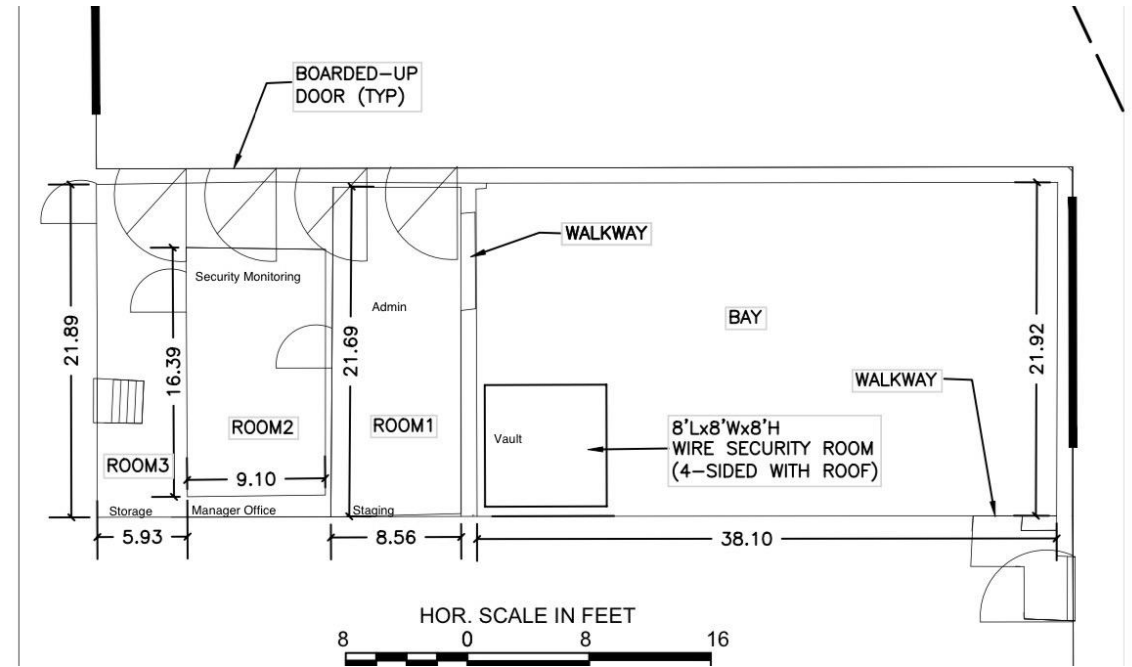 BOARDED-UP
DOOR (TYP)
WALKWAY
Security Monitoring
Admin
BAY
21.89
16.39
21.69
21.92
WALKWAY
ROOM2
ROOM1
Vault
8'Lx8'Wx8'H
WIRE SECURITY ROOM
(4-SIDED WITH ROOF)
ROOM3
9.10
Storage
Manager Office
Staging
5.93
8.56
38.10
HOR. SCALE IN FEET
8 0 8 16